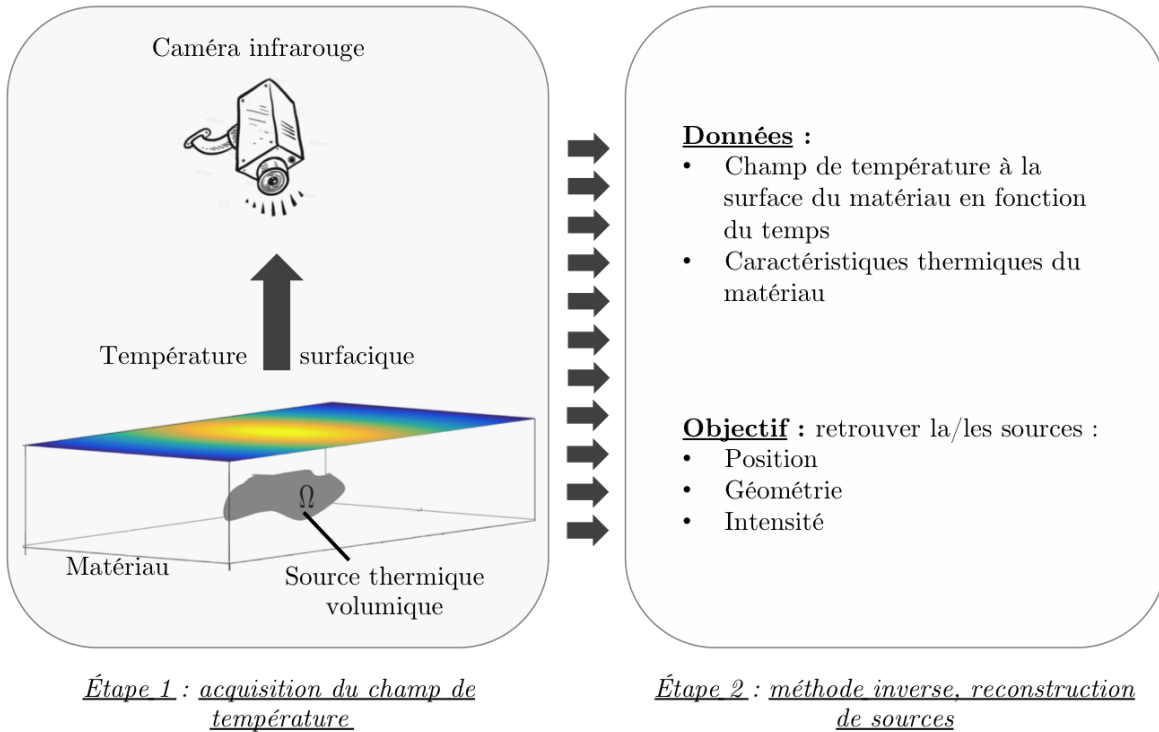 Caméra infrarouge
Température surfacique
Ω
Matériau
Source thermique
volumique
Étape 1 : acquisition du champ de
température
Données :
• Champ de température à la
surface du matériau en fonction
du temps
• Caractéristiques thermiques du
matériau
Objectif : retrouver la/les sources :
• Position
• Géométrie
• Intensité
Étape 2 : méthode inverse, reconstruction
de sources